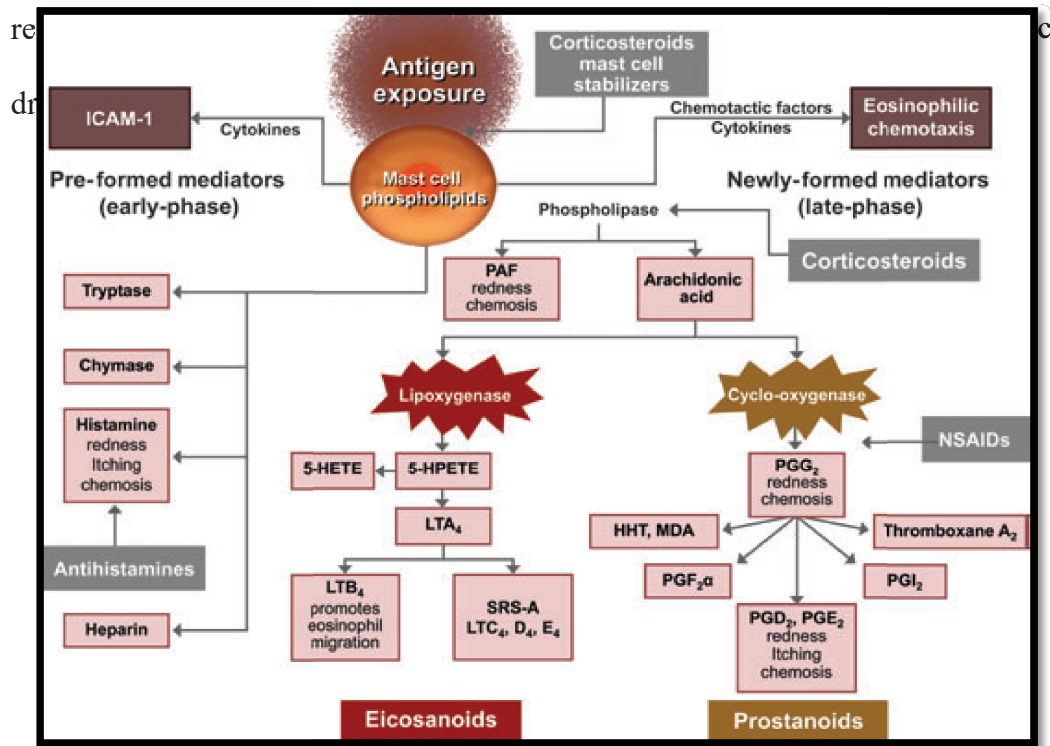 re
c
dr
Antigen
exposure
Corticosteroids
mast cell
stabilizers
ICAM-1
Cytokines
Chemotactic factors
Cytokines
Eosinophilic
chemotaxis
Mast cell
phospholipids
Pre-formed mediators
(early-phase)
Newly-formed mediators
(late-phase)
Phospholipase
Corticosteroids
PAF
redness
chemosis
Arachidonic
acid
Tryptase
Chymase
Histamine
redness
Itching
chemosis
Antihistamines
Heparin
Lipoxygenase
Cyclo-oxygenase
NSAIDs
5-HETE
5-HPETE
LTA₄
LTB₄
promotes
eosinophil
migration
SRS-A
LTC₄, D₄, E₄
PGG₂
redness
chemosis
HHT, MDA
Thromboxane A₂
PGF₂α
PGI₂
PGD₂, PGE₂
redness
Itching
chemosis
Eicosanoids
Prostanoids